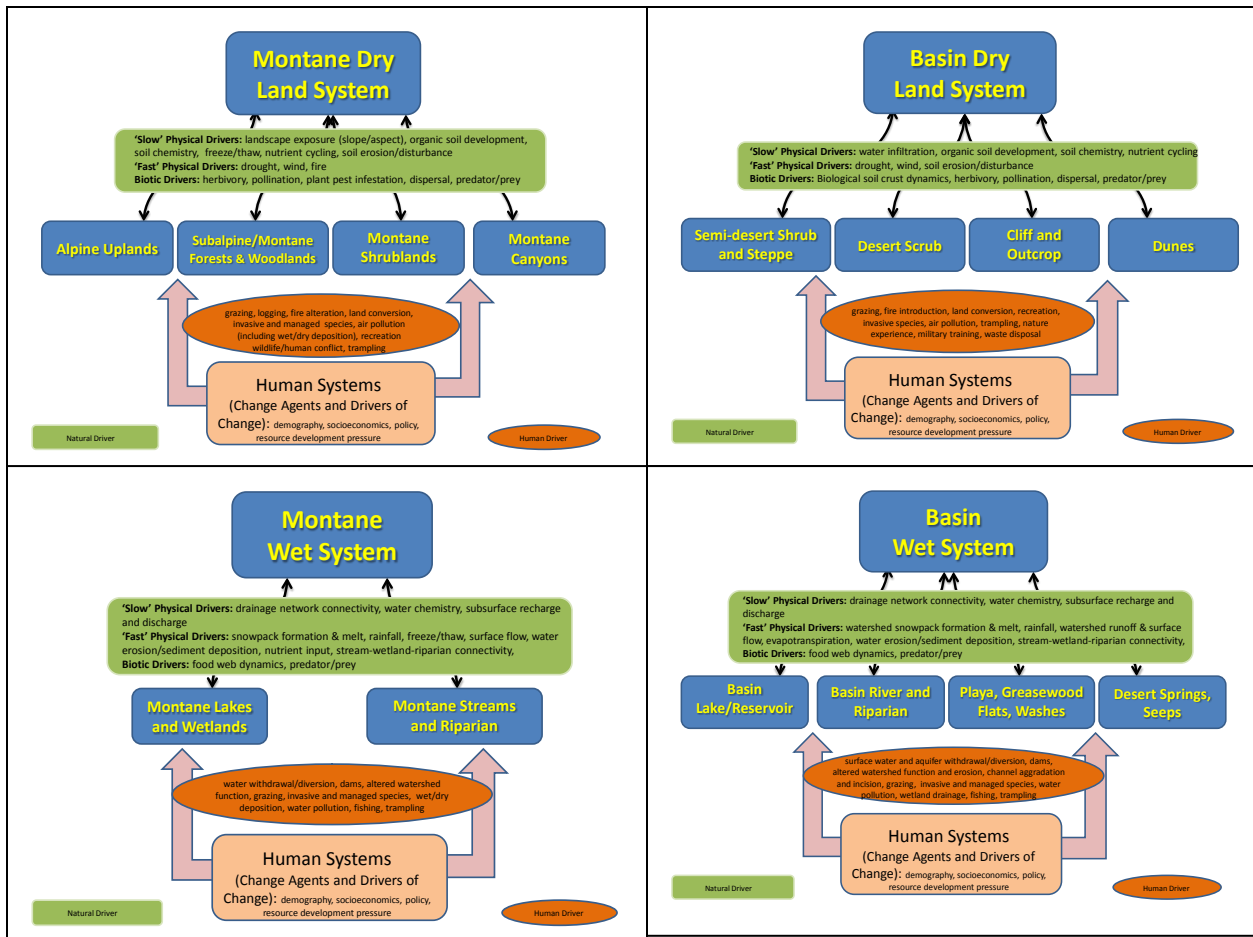 Montane Dry
Land System
'Slow' Physical Drivers: landscape exposure (slope/aspect), organic soil development,
soil chemistry, freeze/thaw, nutrient cycling, soil erosion/disturbance
'Fast' Physical Drivers: drought, wind, fire
Biotic Drivers: herbivory, pollination, plant pest infestation, dispersal, predator/prey
Alpine Uplands
Subalpine/Montane
Forests & Woodlands
Montane
Shrublands
Montane
Canyons
grazing, logging, fire alteration, land conversion,
invasive and managed species, air pollution
(including wet/dry deposition), recreation
wildlife/human conflict, trampling
Human Systems
(Change Agents and Drivers of
Change): demography, socioeconomics, policy,
resource development pressure
Natural Driver
Human Driver
Basin Dry
Land System
'Slow' Physical Drivers: water infiltration, organic soil development, soil chemistry, nutrient cycling
'Fast' Physical Drivers: drought, wind, soil erosion/disturbance
Biotic Drivers: Biological soil crust dynamics, herbivory, pollination, dispersal, predator/prey
Semi-desert Shrub
and Steppe
Desert Scrub
Cliff and
Outcrop
Dunes
grazing, fire introduction, land conversion, recreation,
invasive species, air pollution, trampling, nature
experience, military training, waste disposal
Human Systems
(Change Agents and Drivers of
Change): demography, socioeconomics, policy,
resource development pressure
Natural Driver
Human Driver
Montane
Wet System
'Slow' Physical Drivers: drainage network connectivity, water chemistry, subsurface recharge
and discharge
'Fast' Physical Drivers: snowpack formation & melt, rainfall, freeze/thaw, surface flow, water
erosion/sediment deposition, nutrient input, stream-wetland-riparian connectivity,
Biotic Drivers: food web dynamics, predator/prey
Montane Lakes
and Wetlands
Montane Streams
and Riparian
water withdrawal/diversion, dams, altered watershed
function, grazing, invasive and managed species, wet/dry
deposition, water pollution, fishing, trampling
Human Systems
(Change Agents and Drivers of
Change): demography, socioeconomics, policy,
resource development pressure
Natural Driver
Human Driver
Basin
Wet System
'Slow' Physical Drivers: drainage network connectivity, water chemistry, subsurface recharge and
discharge
'Fast' Physical Drivers: watershed snowpack formation & melt, rainfall, watershed runoff & surface
flow, evapotranspiration, water erosion/sediment deposition, stream-wetland-riparian connectivity,
Biotic Drivers: food web dynamics, predator/prey
Basin
Lake/Reservoir
Basin River and
Riparian
Playa, Greasewood
Flats, Washes
Desert Springs,
Seeps
surface water and aquifer withdrawal/diversion, dams,
altered watershed function and erosion, channel aggradation
and incision, grazing, invasive and managed species, water
pollution, wetland drainage, fishing, trampling
Human Systems
(Change Agents and Drivers of
Change): demography, socioeconomics, policy,
resource development pressure
Natural Driver
Human Driver